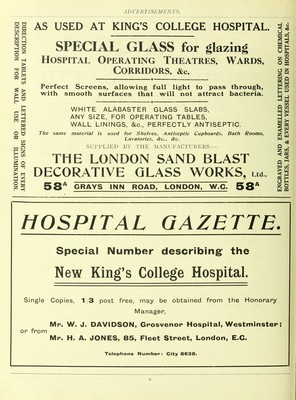 ADVERTISEMENTS.
AS USED AT KING'S COLLEGE HOSPITAL.
SPECIAL GLASS for glazing
HOSPITAL OPERATING THEATRES, WARDS,
CORRIDORS, &c.
Perfect Screens, allowing full light to pass through,
with smooth surfaces that will not attract bacteria.
WHITE ALABASTER GLASS SLABS,
ANY SIZE, FOR OPERATING TABLES,
WALL LININGS, &c., PERFECTLY ANTISEPTIC.
The same material is used for Shelves, Antiseptic Cupboards, Bath Rooms,
Lavatories, &c., &c.
SUPPLIED BY THE MANUFACTURERS:—
THE LONDON SAND BLAST
DECORATIVE GLASS WORKS, Ltd.,
58A GRAYS INN ROAD, LONDON, W.C. 58A
DIRECTION TABLETS AND LETTERED SIGNS OF EVERY
DESCRIPTION FOR WALL USE OR ILLUMINATION.
ENGRAVED AND ENAMELLED LETTERING ON CHEMICAL
BOTTLES, JARS, & EVERY VESSEL USED IN HOSPITALS, &c.
HOSPITAL GAZETTE.
Special Number describing the
New King's College Hospital.
Single Copies, 1/3 post free, may be obtained from the Honorary
Manager,
Mr. W. J. DAVIDSON, Grosvenor Hospital, Westminster;
or from
Mr. H. A. JONES, 85, Fleet Street, London, E.C.
Telephone Number: City 8638.